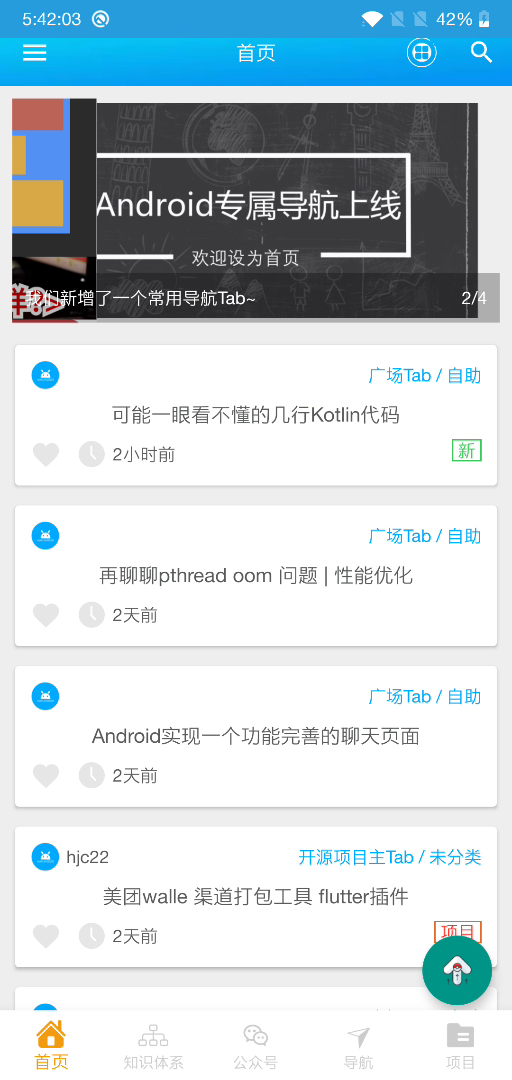 5:42:03
42%
首页
Android专属导航上线
欢迎设为首页
我们新增了一个常用导航Tab~
2/4
广场Tab / 自助
可能一眼看不懂的几行Kotlin代码
2小时前
新
广场Tab / 自助
再聊聊pthread oom 问题 | 性能优化
2天前
广场Tab / 自助
Android实现一个功能完善的聊天页面
2天前
hjc22
开源项目主Tab / 未分类
美团walle 渠道打包工具 flutter插件
2天前
项目
首页
知识体系
公众号
导航
项目